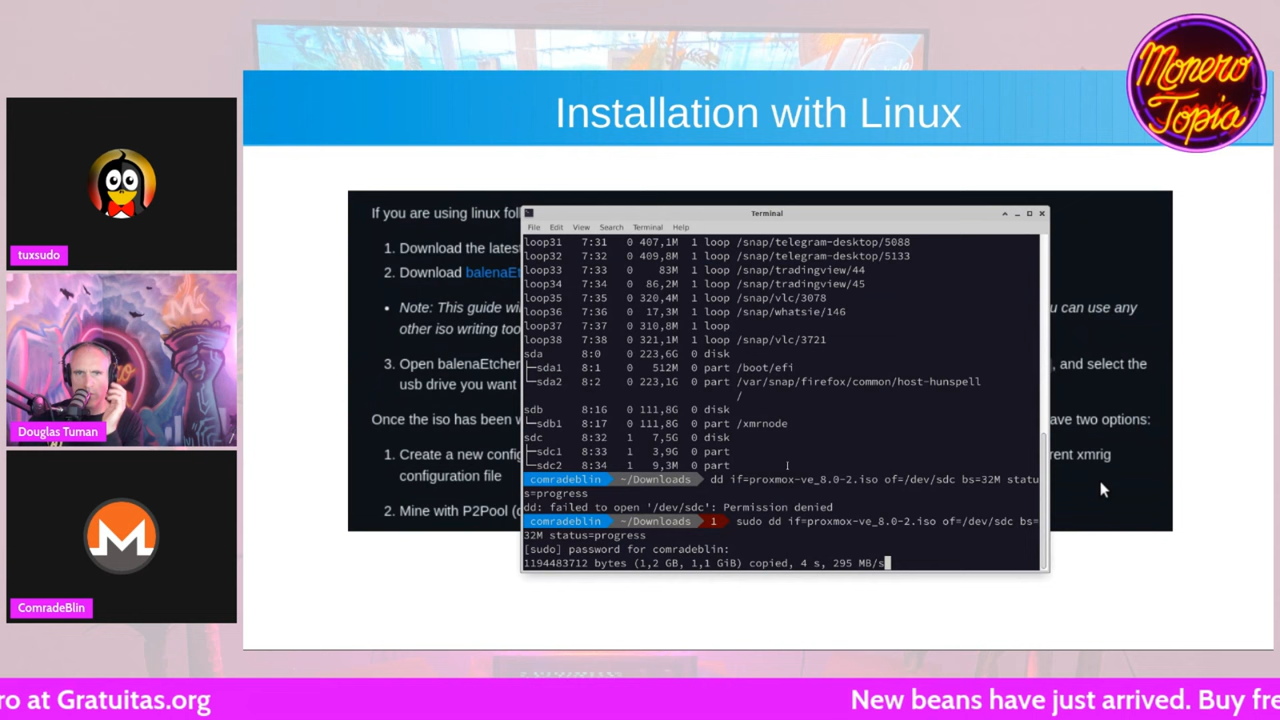 Monero
Topia
Installation with Linux
tuxsudo
Douglas Tuman
ComradeBlin
If you are using linux fol
1. Download the latest
2. Download balenaEt
Note: This guide wi
u can use any
other iso writing too
3. Open balenaEtcher
, and select the
usb drive you want
Once the iso has been w
ave two options:
1. Create a new config
rent xmrig
configuration file
2. Mine with P2Pool (
Terminal
File Edit View Search Terminal Help
loop31 7:31 0 407,1M 1 loop /snap/telegram-desktop/5088
loop32 7:32 0 409,8M 1 loop /snap/telegram-desktop/5133
loop33 7:33 0 83M 1 loop /snap/tradingview/44
loop34 7:34 0 86,2M 1 loop /snap/tradingview/45
loop35 7:35 0 320,4M 1 loop /snap/vlc/3078
loop36 7:36 0 17,3M 1 loop /snap/whatsie/146
loop37 7:37 0 310,8M 1 loop
loop38 7:38 0 321,1M 1 loop /snap/vlc/3721
sda 8:0 0 223,6G 0 disk
├─sda1 8:1 0 512M 0 part /boot/efi
└─sda2 8:2 0 223,1G 0 part /var/snap/firefox/common/host-hunspell
/
sdb 8:16 0 111,8G 0 disk
└─sdb1 8:17 0 111,8G 0 part /xmrnode
sdc 8:32 1 7,5G 0 disk
├─sdc1 8:33 1 3,9G 0 part
└─sdc2 8:34 1 9,3M 0 part
comradeblin ~/Downloads dd if=proxmox-ve_8.0-2.iso of=/dev/sdc bs=32M statu
s=progress
dd: failed to open '/dev/sdc': Permission denied
comradeblin ~/Downloads 1 sudo dd if=proxmox-ve_8.0-2.iso of=/dev/sdc bs=
32M status=progress
[sudo] password for comradeblin:
1194483712 bytes (1,2 GB, 1,1 GiB) copied, 4 s, 295 MB/s
ro at Gratuitas.org
New beans have just arrived. Buy fre